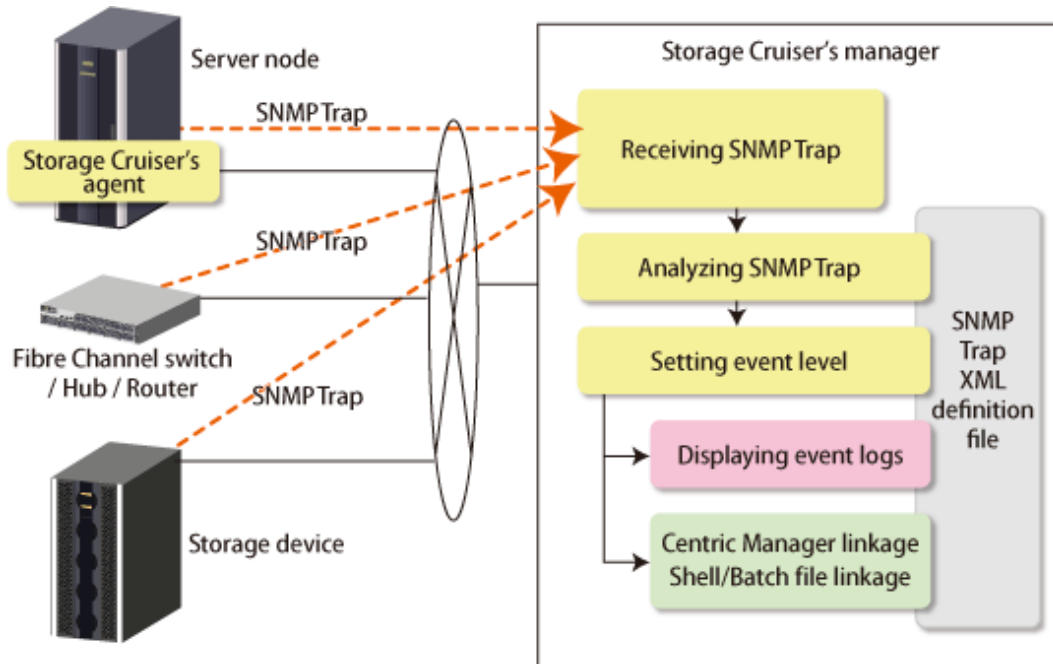 Server node
Storage Cruiser's manager
SNMP Trap
Storage Cruiser's
agent
Receiving SNMP Trap
SNMP Trap
Analyzing SNMP Trap
Fibre Channel switch
/ Hub / Router
Setting event level
SNMP
Trap
XML
definition
file
SNMP Trap
Displaying event logs
Storage device
Centric Manager linkage
Shell/Batch file linkage